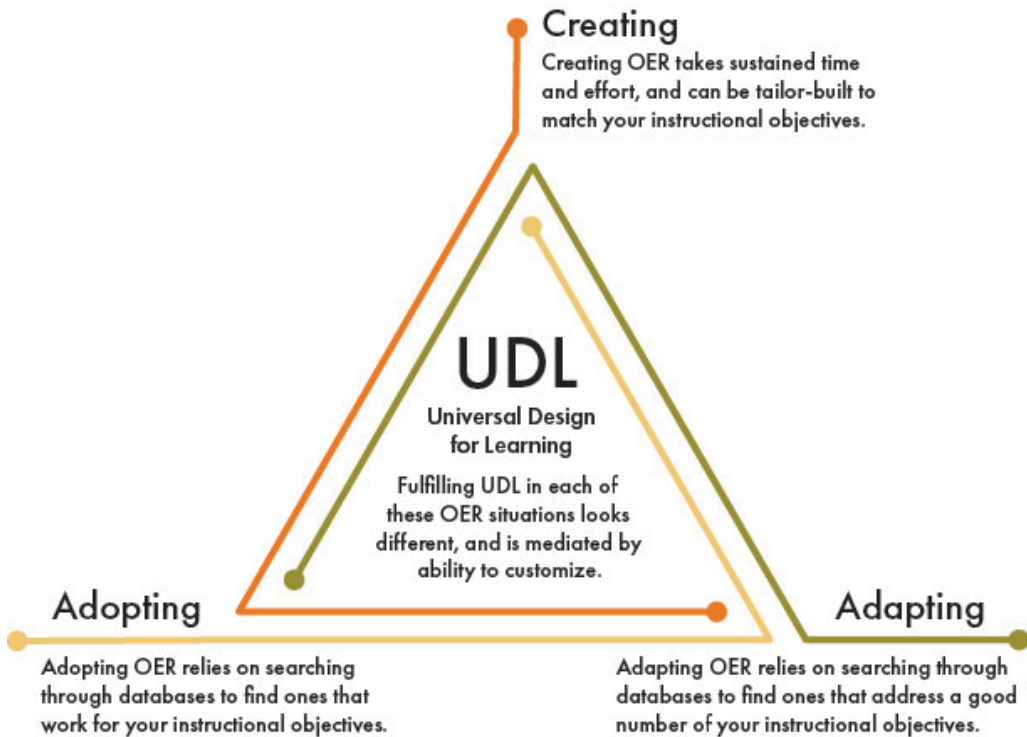 Creating
Creating OER takes sustained time
and effort, and can be tailor-built to
match your instructional objectives.
UDL
Universal Design
for Learning
Fulfilling UDL in each of
these OER situations looks
different, and is mediated by
ability to customize.
Adopting
Adopting OER relies on searching
through databases to find ones that
work for your instructional objectives.
Adapting
Adapting OER relies on searching through
databases to find ones that address a good
number of your instructional objectives.